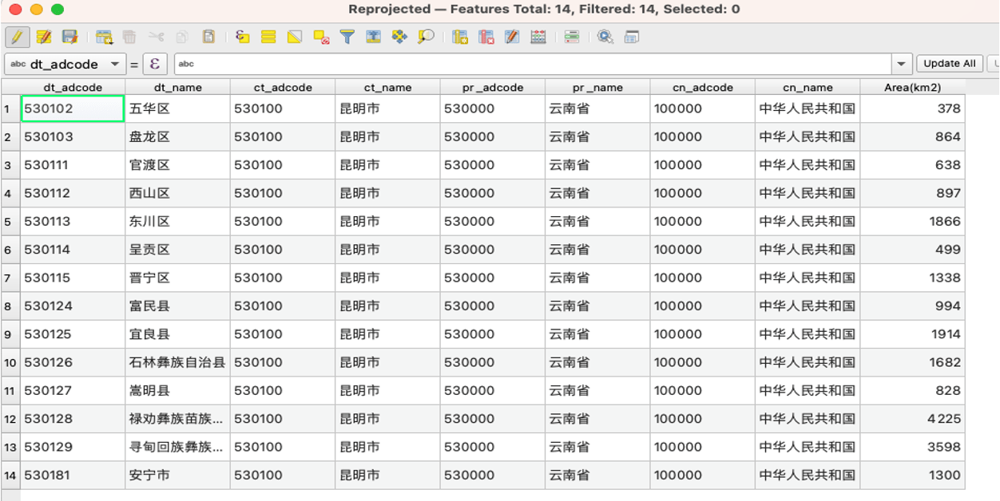 Reprojected — Features Total: 14, Filtered: 14, Selected: 0
abc dt_adcode = ε abc Update All
dt_adcode dt_name ct_adcode ct_name pr_adcode pr_name cn_adcode cn_name Area(km2)
1 530102 五华区 530100 昆明市 530000 云南省 100000 中华人民共和国 378
2 530103 盘龙区 530100 昆明市 530000 云南省 100000 中华人民共和国 864
3 530111 官渡区 530100 昆明市 530000 云南省 100000 中华人民共和国 638
4 530112 西山区 530100 昆明市 530000 云南省 100000 中华人民共和国 897
5 530113 东川区 530100 昆明市 530000 云南省 100000 中华人民共和国 1866
6 530114 呈贡区 530100 昆明市 530000 云南省 100000 中华人民共和国 499
7 530115 晋宁区 530100 昆明市 530000 云南省 100000 中华人民共和国 1338
8 530124 富民县 530100 昆明市 530000 云南省 100000 中华人民共和国 994
9 530125 宜良县 530100 昆明市 530000 云南省 100000 中华人民共和国 1914
10 530126 石林彝族自治县 530100 昆明市 530000 云南省 100000 中华人民共和国 1682
11 530127 嵩明县 530100 昆明市 530000 云南省 100000 中华人民共和国 828
12 530128 禄劝彝族苗族... 530100 昆明市 530000 云南省 100000 中华人民共和国 4225
13 530129 寻甸回族彝族... 530100 昆明市 530000 云南省 100000 中华人民共和国 3598
14 530181 安宁市 530100 昆明市 530000 云南省 100000 中华人民共和国 1300